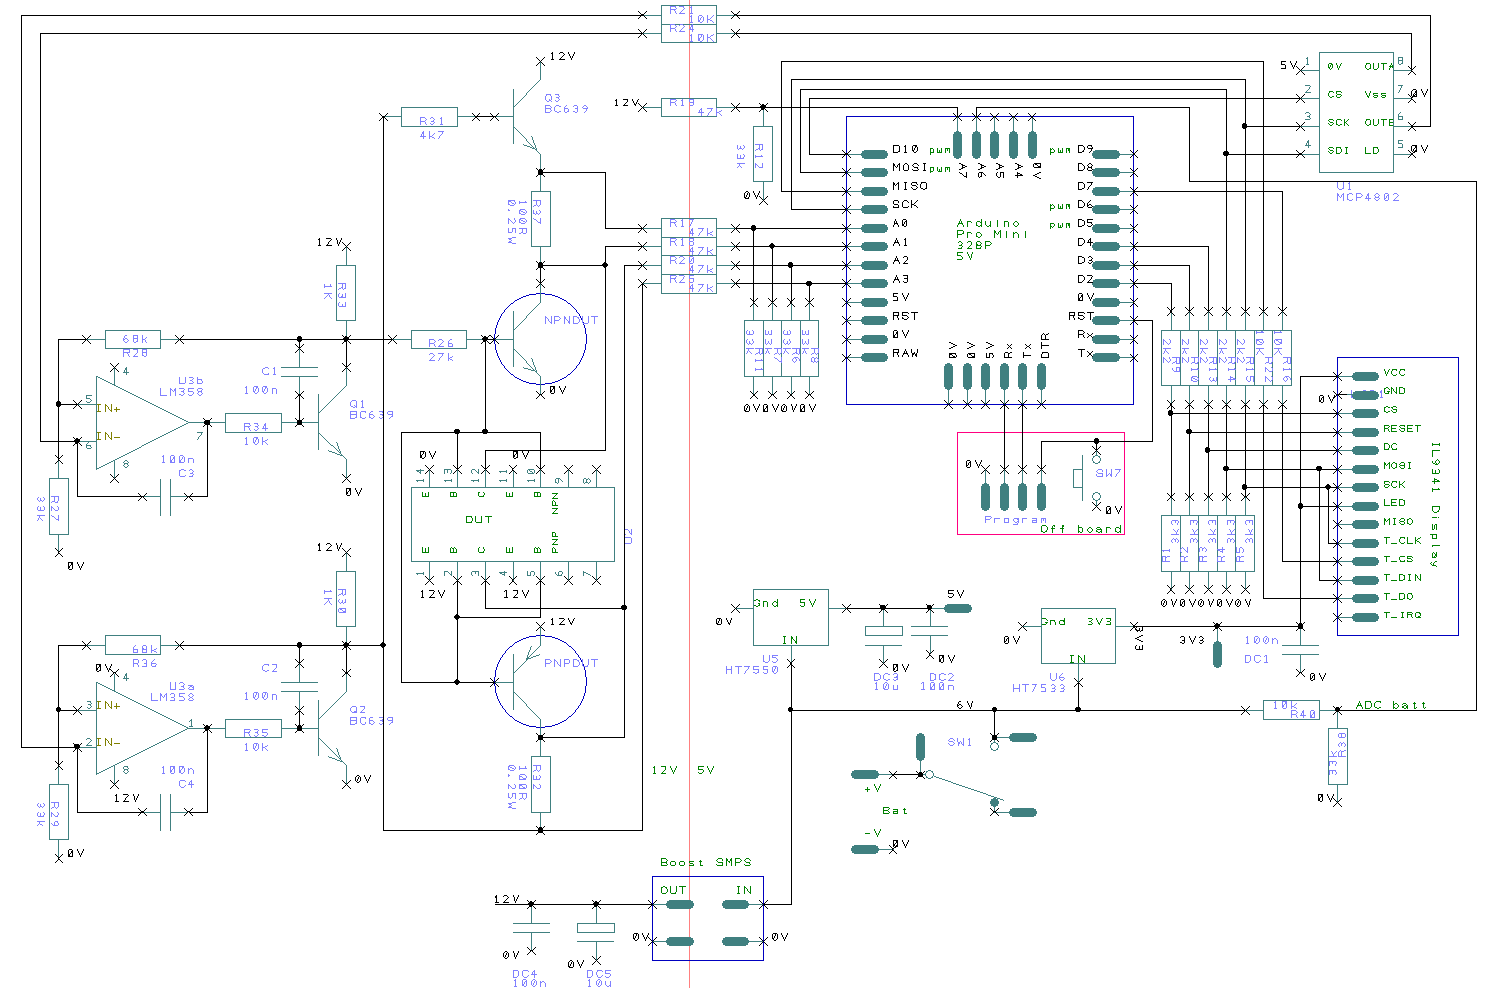 R21
10K
R24
10K
12V
Q3
BC639
R31
4k7
12V
R19
47k
R12
33k
0V
R37
100R
0.25W
R17
47k
R18
47k
R20
47k
R25
47k
D10
MOSI
MISO
SCK
A0
A1
A2
A3
5V
RST
0V
RAW
pwm
pwm
A7
A6
A5
A4
0V
pwm
pwm
pwm
D9
D8
D7
D6
D5
D4
D3
D2
0V
RST
Rx
Tx
Arduino
Pro Mini
328P
5V
0V
0V
5V
Rx
Tx
DTR
5V
1
2
3
4
0V
CS
SCK
SDI
OUTA
Vss
OUTB
LD
8
7
6
5
0V
0V
U1
MCP4802
12V
R33
1K
68k
R28
U3b
LM358
4
5
IN+
IN-
6
7
8
C1
100n
Q1
BC639
R34
10k
100n
C3
R27
33k
0V
0V
R26
27k
NPNDUT
0V
33k
R11
33k
R7
33k
R6
33k
R8
0V0V0V0V
2k2
R9
2k2
R10
2k2
R13
2k2
R14
2k2
R15
10K
R22
10K
R16
VCC
GND
CS
RESET
DC
MOSI
SCK
LED
MISO
T_CLK
T_CS
T_DIN
T_DO
T_IRQ
0V
IL9341 Display
0V
0V
14
13
12
11
10
9
8
E
B
C
E
B
NPN
DUT
E
B
C
E
B
PNP
1
2
3
4
5
6
7
U2
12V
12V
0V
Program
SW7
0V
Off board
R1
3k3
R2
3k3
R3
3k3
R4
3k3
R5
3k3
0V0V0V0V0V
12V
R30
1K
68k
R36
0V
U3a
LM358
4
3
IN+
IN-
2
1
8
12V
C2
100n
Q2
BC639
R35
10k
100n
C4
R29
33k
0V
0V
12V
PNPDUT
R32
100R
0.25W
12V
5V
0V
Gnd
5V
IN
U5
HT7550
5V
DC3
10u
0V
DC2
100n
0V
0V
Gnd
3V3
IN
U6
HT7533
3V3
3V3
100n
DC1
0V
6V
10k
R40
ADC batt
33k
R38
0V
SW1
+V
Bat
-V
0V
Boost SMPS
OUT
IN
12V
0V
0V
0V
DC4
100n
0V
DC5
10u